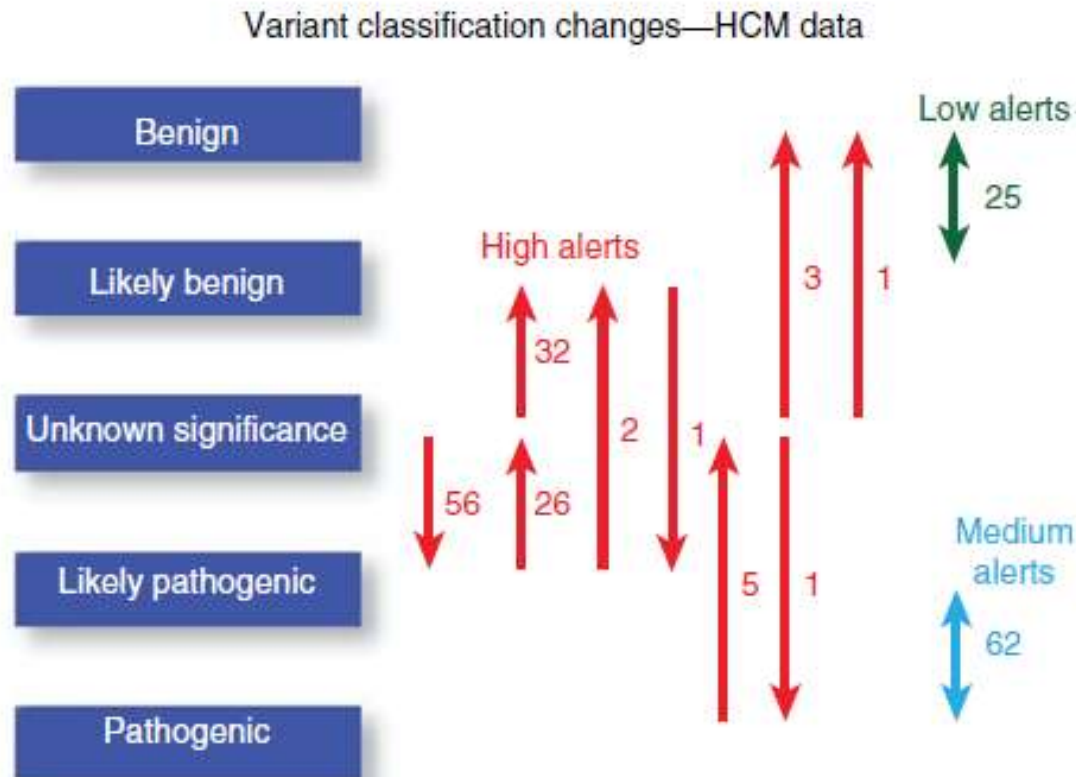 Variant classification changes—HCM data
Benign
Low alerts
25
Likely benign
High alerts
3
1
32
Unknown significance
2
1
56
26
Likely pathogenic
5
1
Medium
alerts
62
Pathogenic